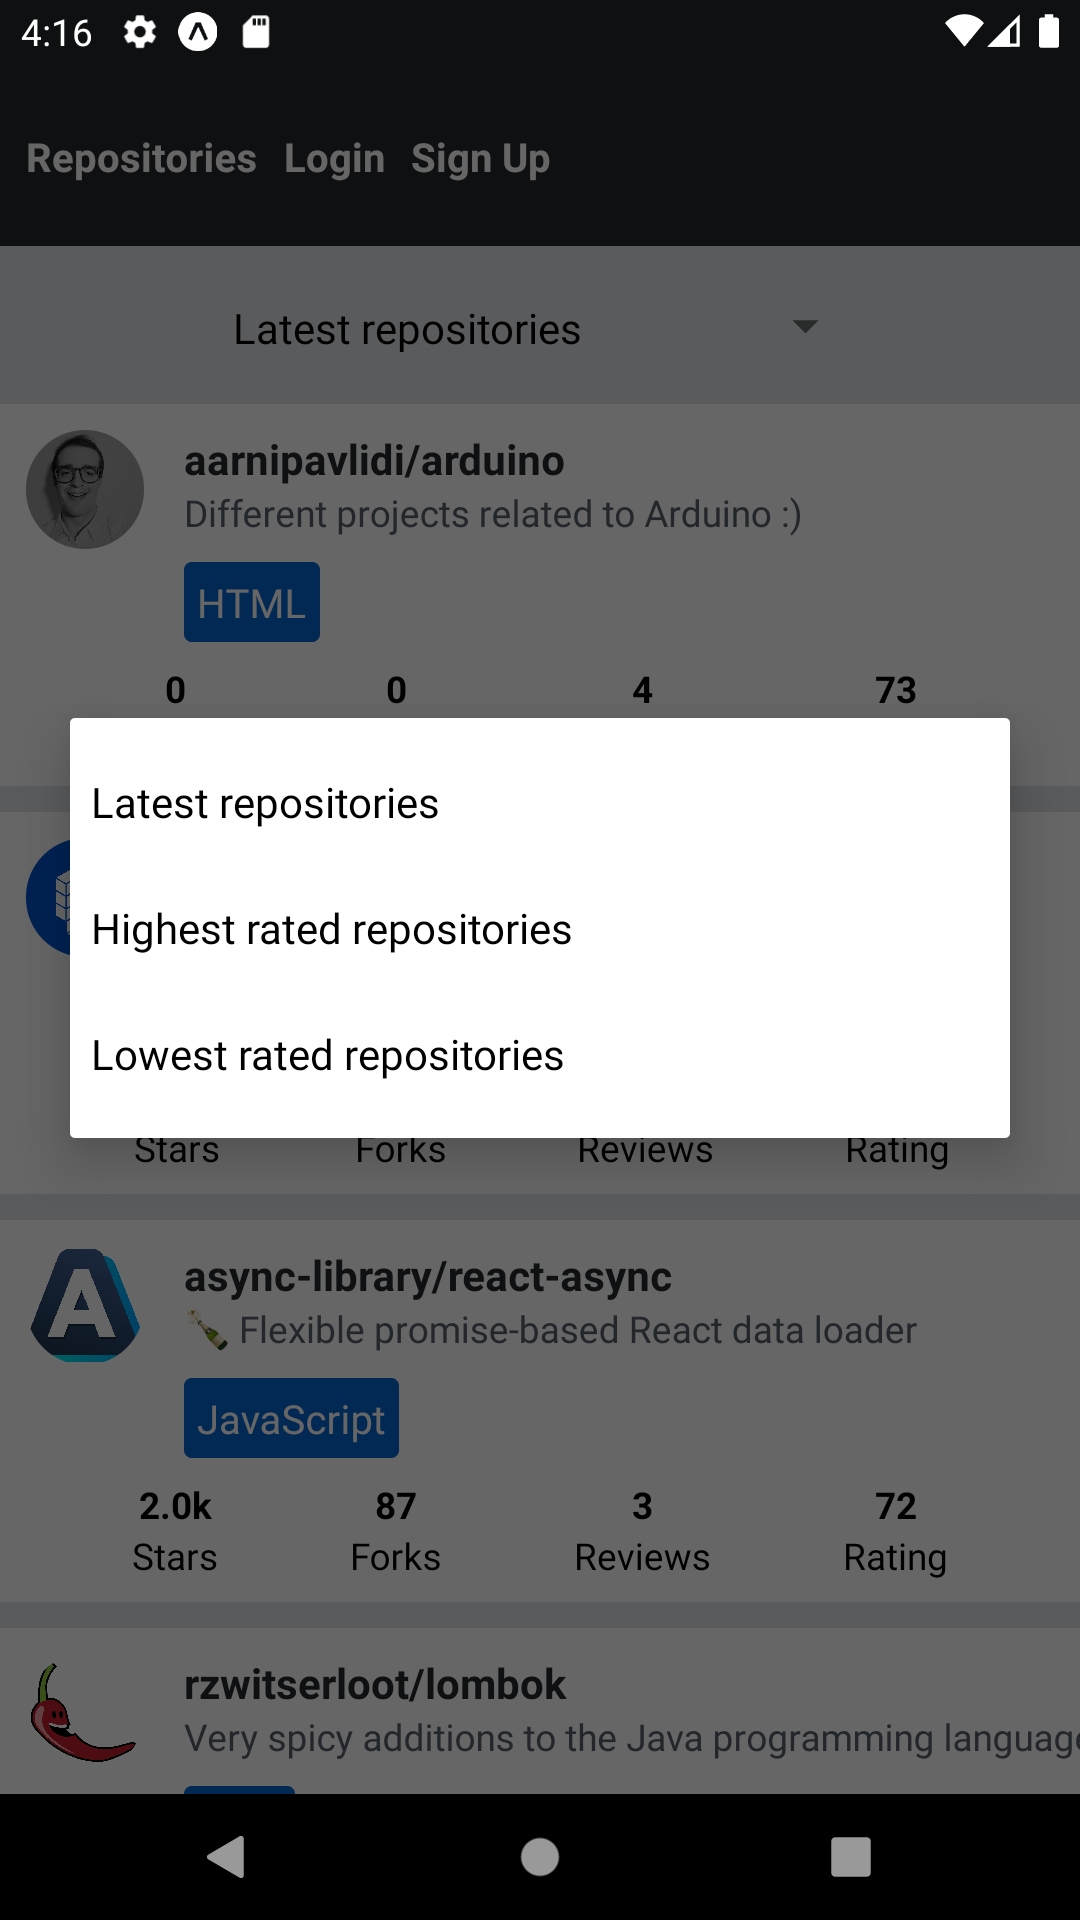 4:16
Repositories Login Sign Up
Latest repositories
aarnipavlidi/arduino
Different projects related to Arduino :)
HTML
0 0 4 73
Latest repositories
Highest rated repositories
Lowest rated repositories
Stars Forks Reviews Rating
async-library/react-async
🍾 Flexible promise-based React data loader
JavaScript
2.0k 87 3 72
Stars Forks Reviews Rating
rzwitserloot/lombok
Very spicy additions to the Java programming language